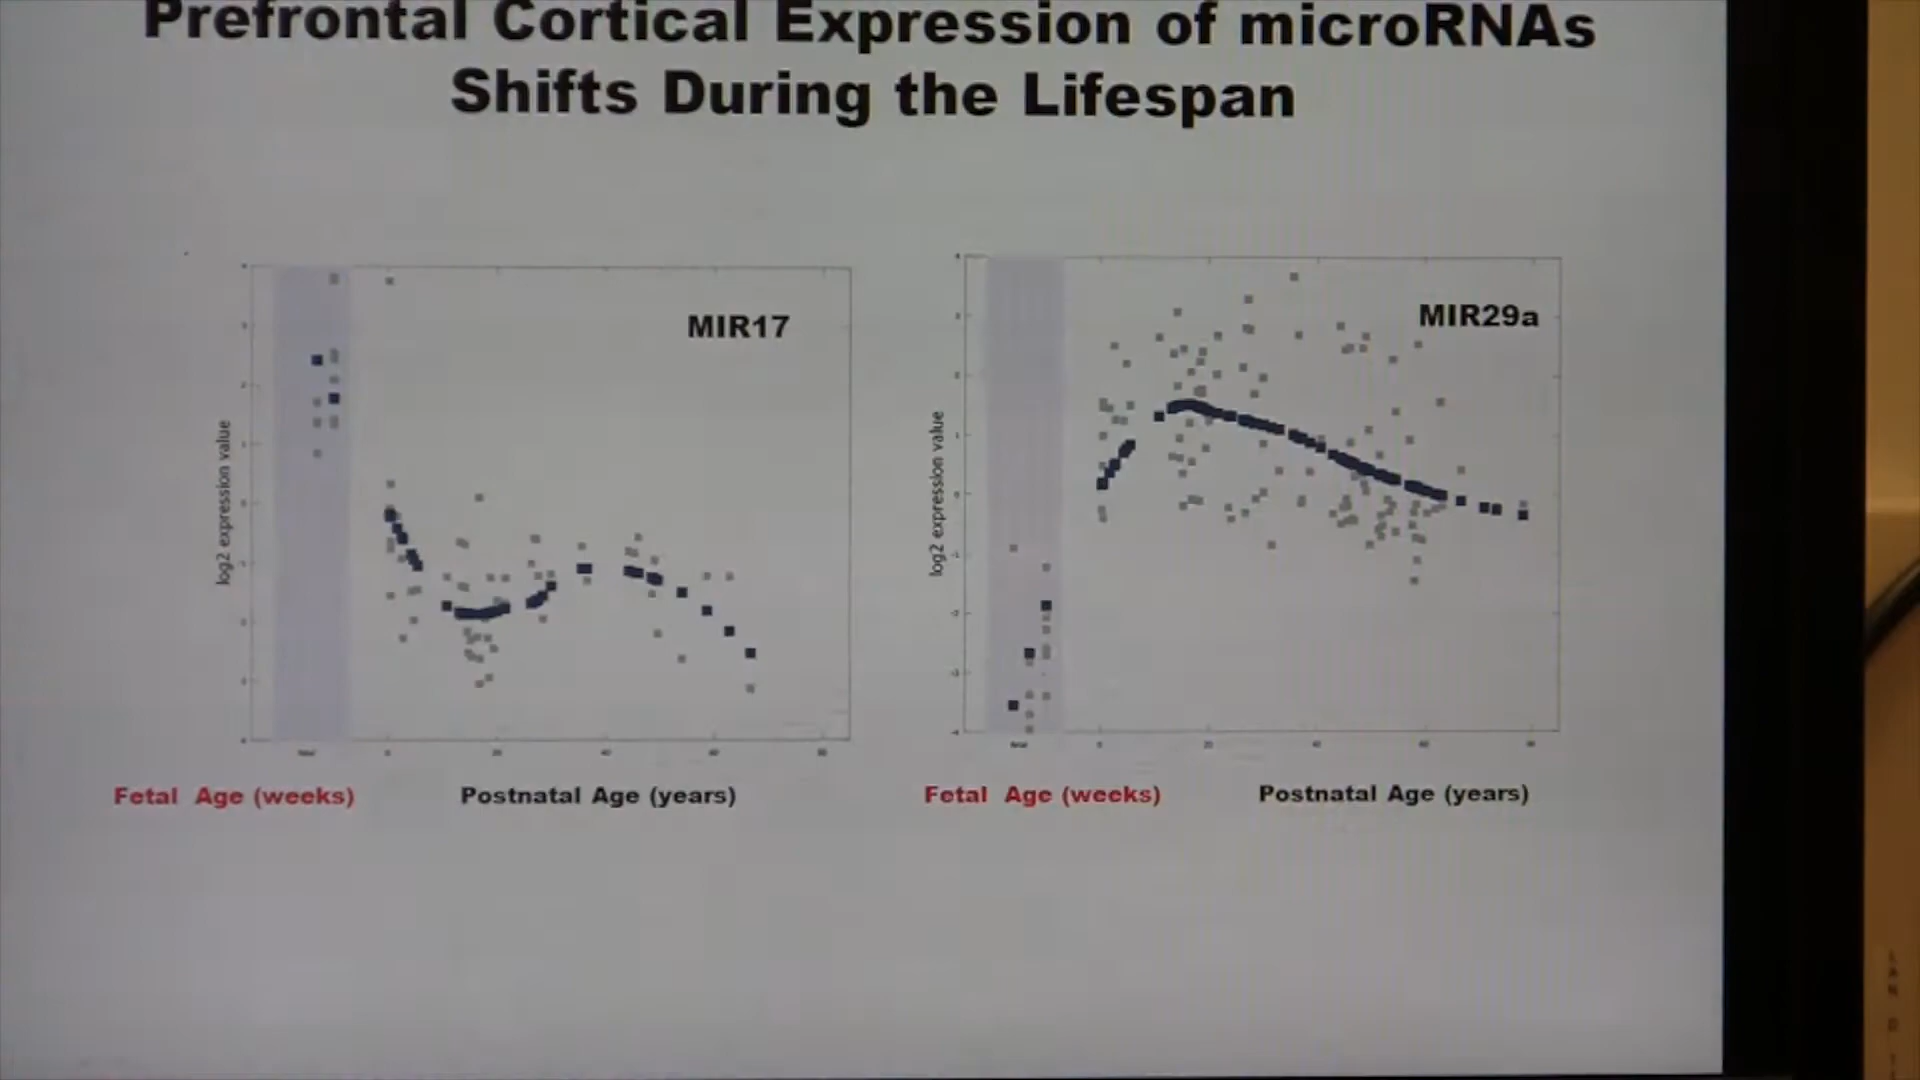 Prefrontal Cortical Expression of microRNAs
Shifts During the Lifespan
MIR17
log2 expression value
Fetal Age (weeks)
Postnatal Age (years)
MIR29a
log2 expression value
Fetal Age (weeks)
Postnatal Age (years)